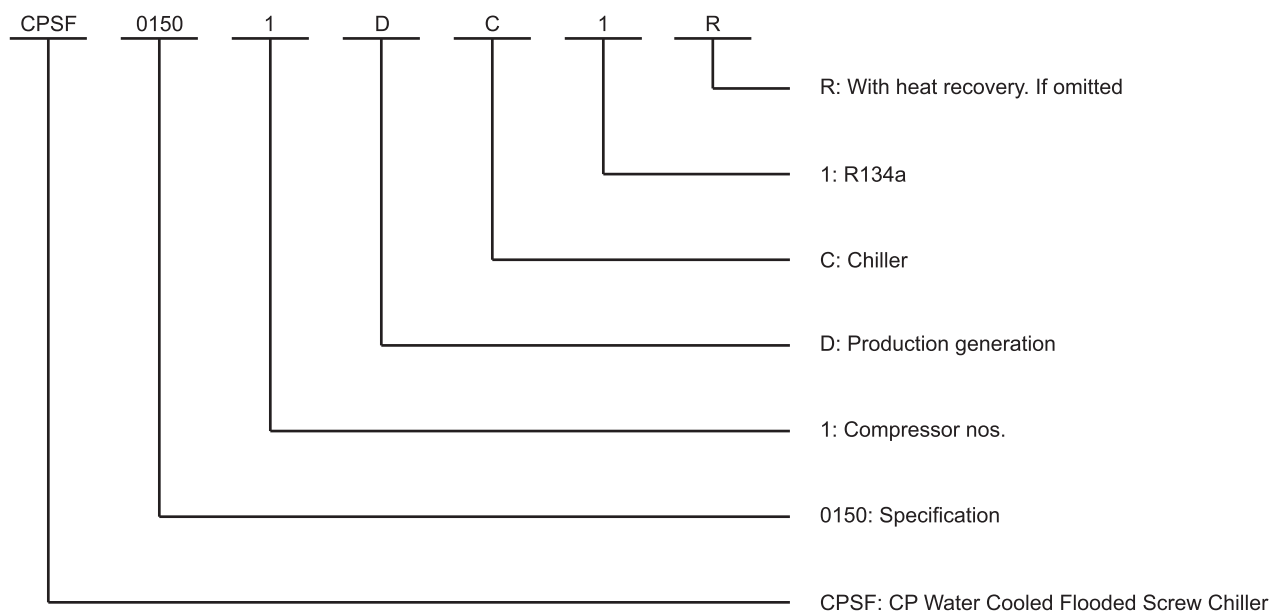 CPSF 0150 1 D C 1 R
R: With heat recovery. If omitted
1: R134a
C: Chiller
D: Production generation
1: Compressor nos.
0150: Specification
CPSF: CP Water Cooled Flooded Screw Chiller